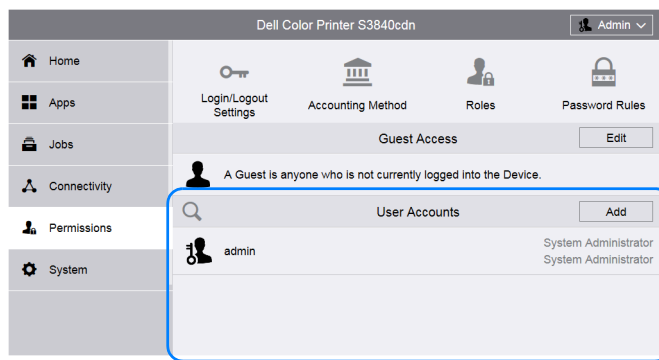 Dell Color Printer S3840cdn
Admin
Home
Apps
Jobs
Connectivity
Permissions
System
Login/Logout
Settings
Accounting Method
Roles
Password Rules
Guest Access
Edit
A Guest is anyone who is not currently logged into the Device.
User Accounts
Add
admin
System Administrator
System Administrator